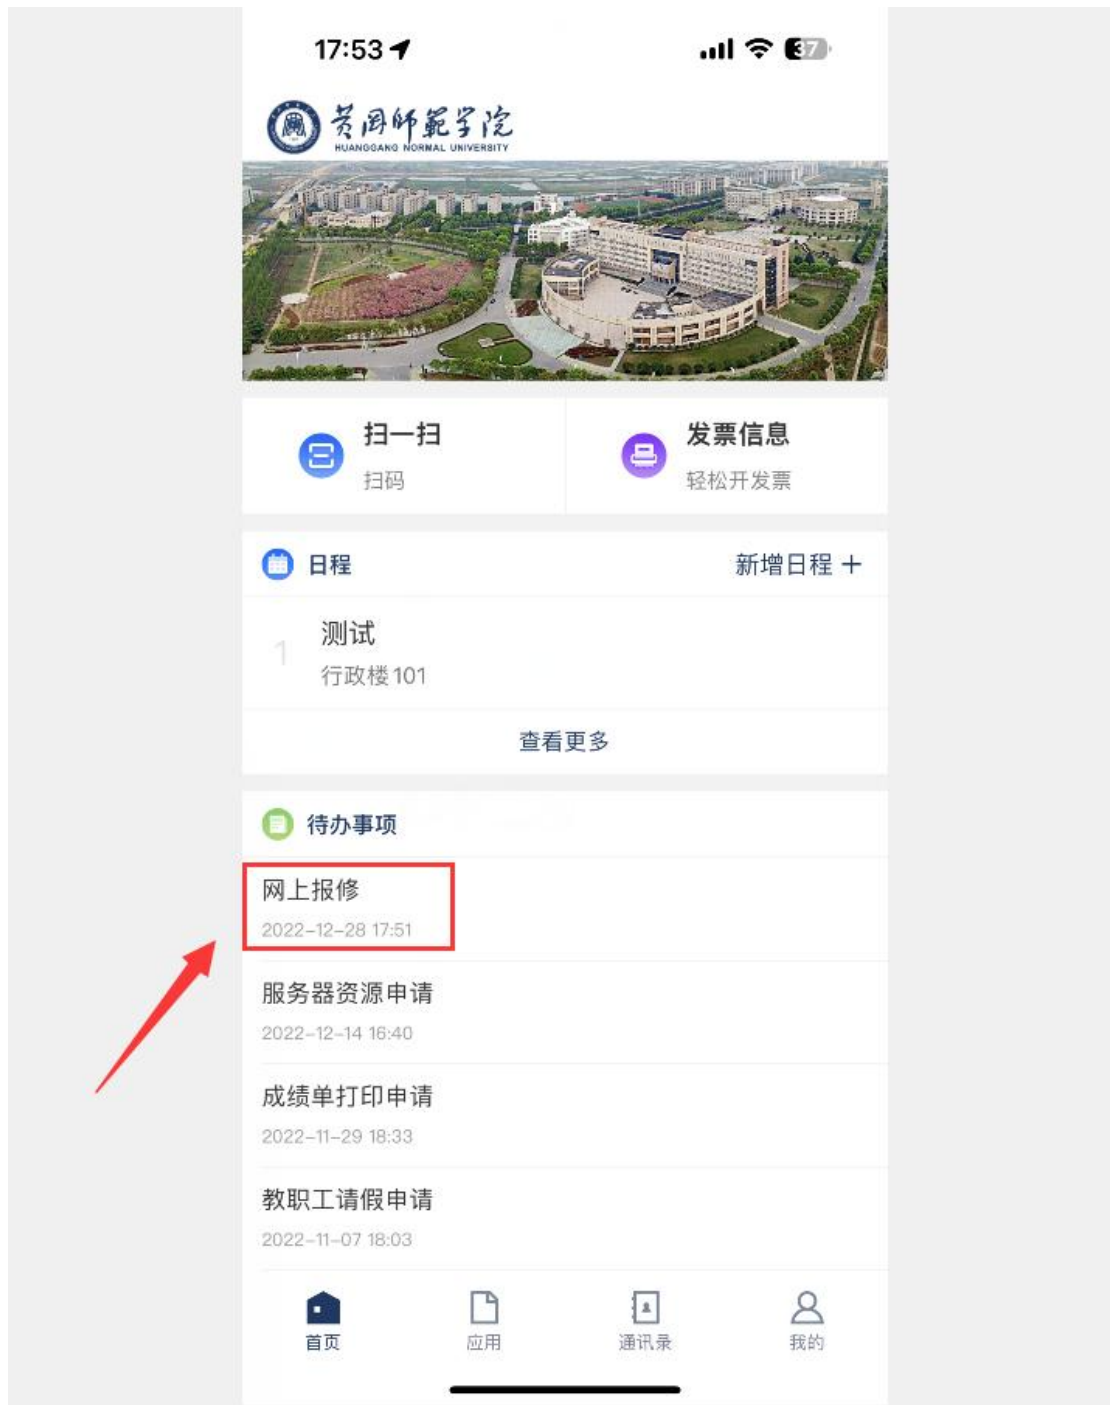 17:53
37
黄冈师範学院
HUANGGANG NORMAL UNIVERSITY
扫一扫
扫码
发票信息
轻松开发票
日程
新增日程 +
1
测试
行政楼101
查看更多
待办事项
网上报修
2022-12-28 17:51
服务器资源申请
2022-12-14 16:40
成绩单打印申请
2022-11-29 18:33
教职工请假申请
2022-11-07 18:03
首页
应用
通讯录
我的